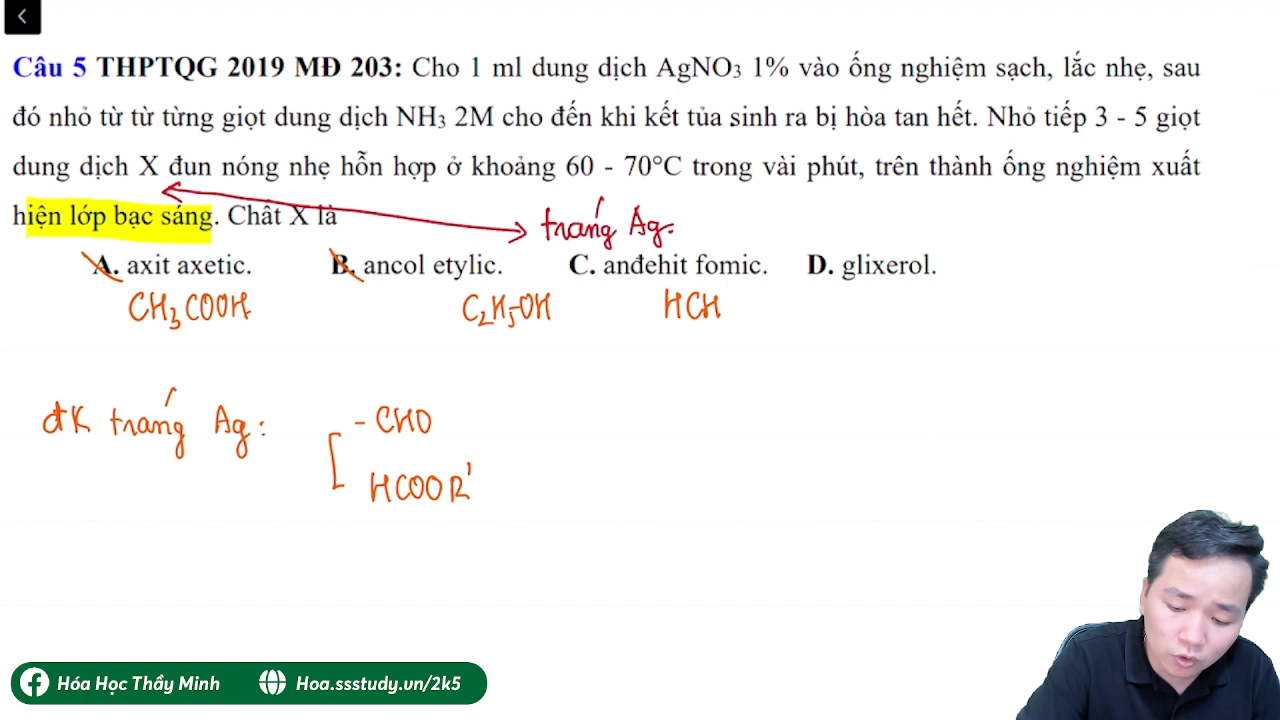 Câu 5 THPTQG 2019 MĐ 203: Cho 1 ml dung dịch AgNO₃ 1% vào ống nghiệm sạch, lắc nhẹ, sau
đó nhỏ từ từ từng giọt dung dịch NH₃ 2M cho đến khi kết tủa sinh ra bị hòa tan hết. Nhỏ tiếp 3 - 5 giọt
dung dịch X đun nóng nhẹ hỗn hợp ở khoảng 60 - 70°C trong vài phút, trên thành ống nghiệm xuất
hiện lớp bạc sáng. Chât X là
tráng Ag.
A. axit axetic. B. ancol etylic. C. anđehit fomic. D. glixerol.
CH₃COOH C₂H₅OH HCH
đk tráng Ag: - CHO
HCOOR'
Hóa Học Thầy Minh Hoa.ssstudy.vn/2k5